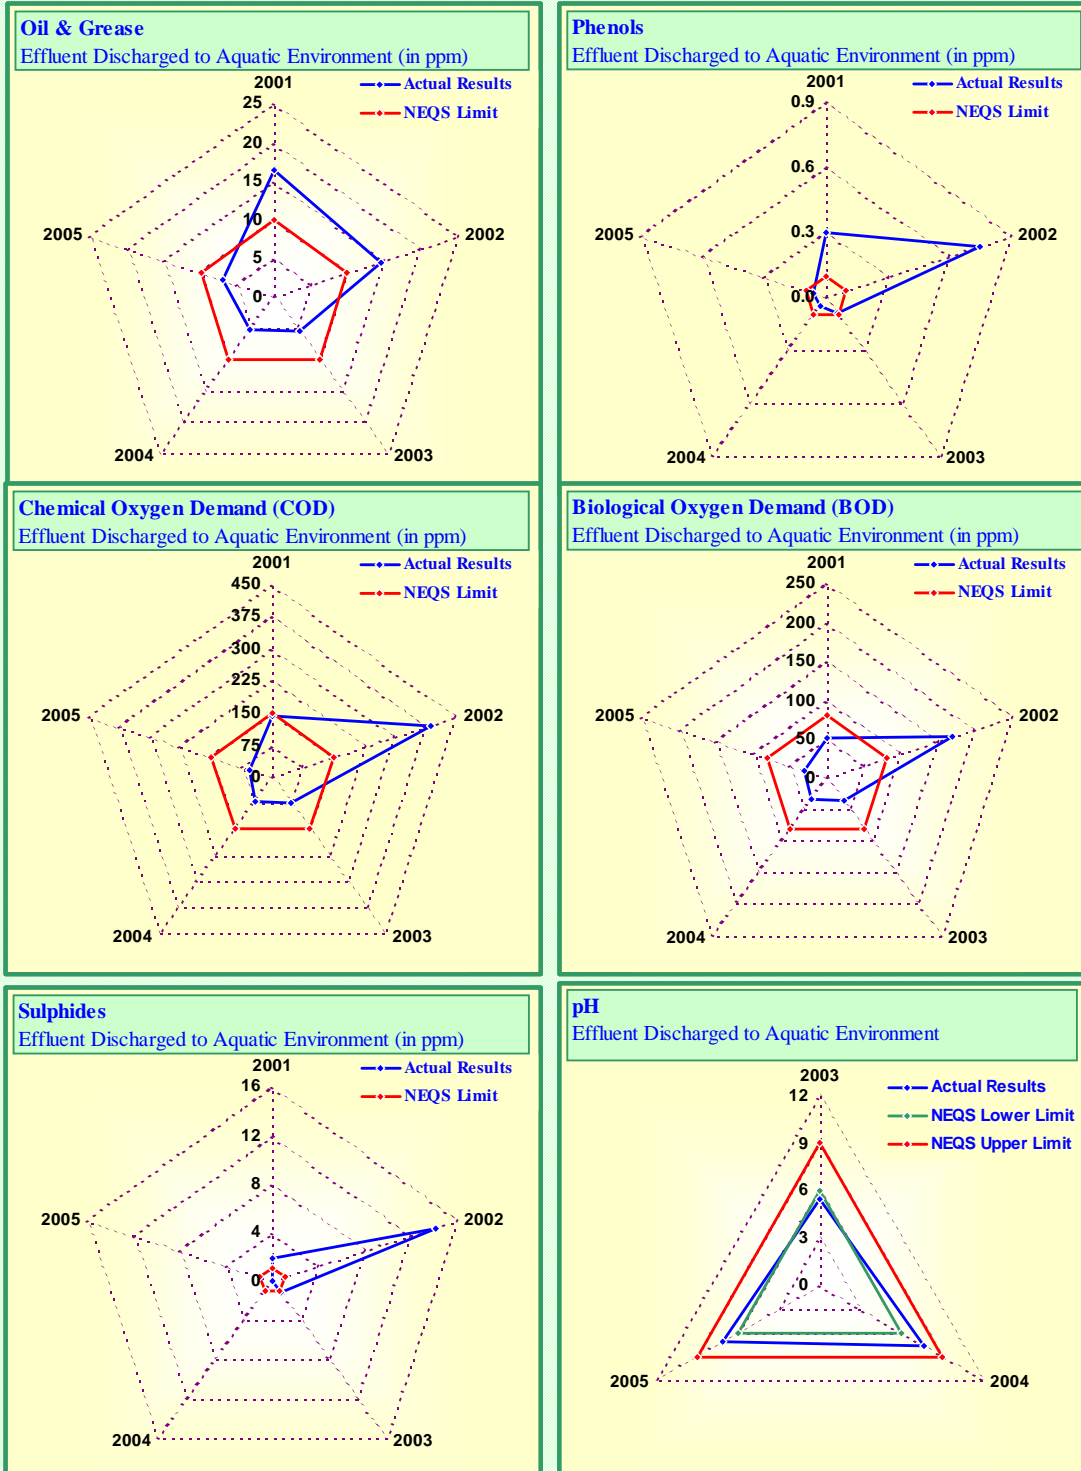 Oil & Grease
Effluent Discharged to Aquatic Environment (in ppm)
2001
Actual Results
NEQS Limit
25
20
15
10
5
0
2005
2002
2004
2003
Phenols
Effluent Discharged to Aquatic Environment (in ppm)
2001
Actual Results
NEQS Limit
0.9
0.6
0.3
0.0
2005
2002
2004
2003
Chemical Oxygen Demand (COD)
Effluent Discharged to Aquatic Environment (in ppm)
2001
Actual Results
NEQS Limit
450
375
300
225
150
75
0
2005
2002
2004
2003
Biological Oxygen Demand (BOD)
Effluent Discharged to Aquatic Environment (in ppm)
2001
Actual Results
NEQS Limit
250
200
150
100
50
0
2005
2002
2004
2003
Sulphides
Effluent Discharged to Aquatic Environment (in ppm)
2001
Actual Results
NEQS Limit
16
12
8
4
0
2005
2002
2004
2003
pH
Effluent Discharged to Aquatic Environment
2003
Actual Results
NEQS Lower Limit
NEQS Upper Limit
12
9
6
3
0
2005
2004